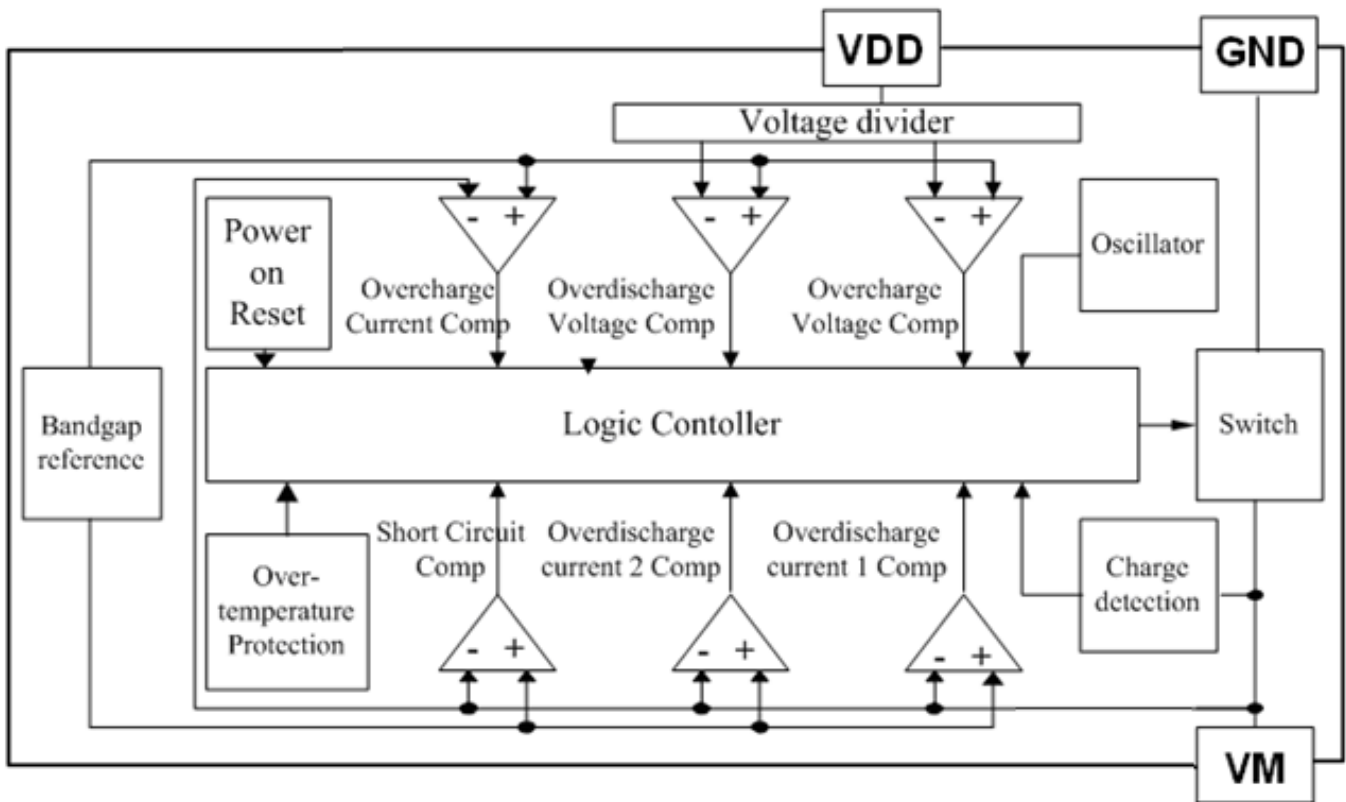 VDD
GND
Voltage divider
- +
- +
- +
Power
on
Reset
Oscillator
Overcharge
Current Comp
Overdischarge
Voltage Comp
Overcharge
Voltage Comp
Bandgap
reference
Logic Contoller
Switch
Short Circuit
Comp
Overdischarge
current 2 Comp
Overdischarge
current 1 Comp
Over-
temperature
Protection
Charge
detection
- +
- +
- +
VM